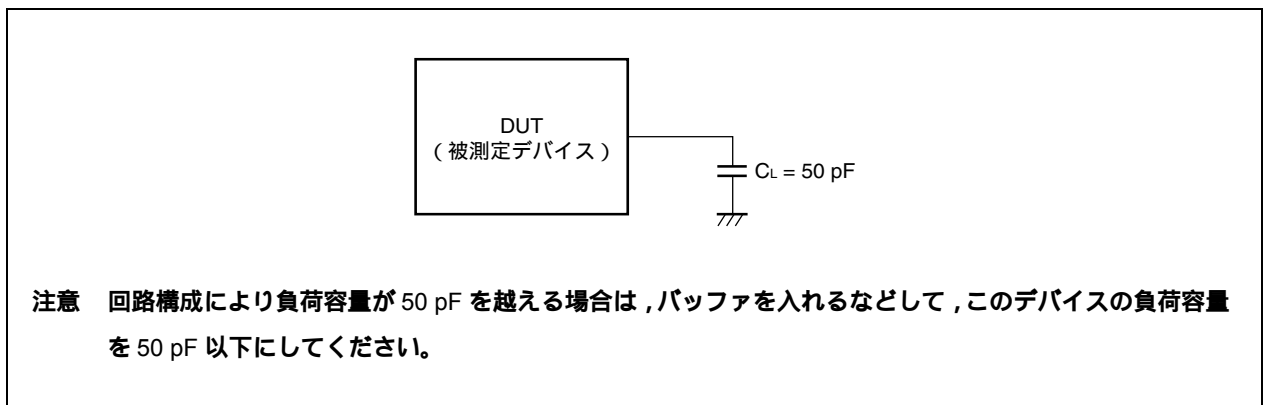 DUT
(被測定デバイス)
CL = 50 pF
注意 回路構成により負荷容量が 50 pF を越える場合は,バッファを入れるなどして,このデバイスの負荷容量
を 50 pF 以下にしてください。